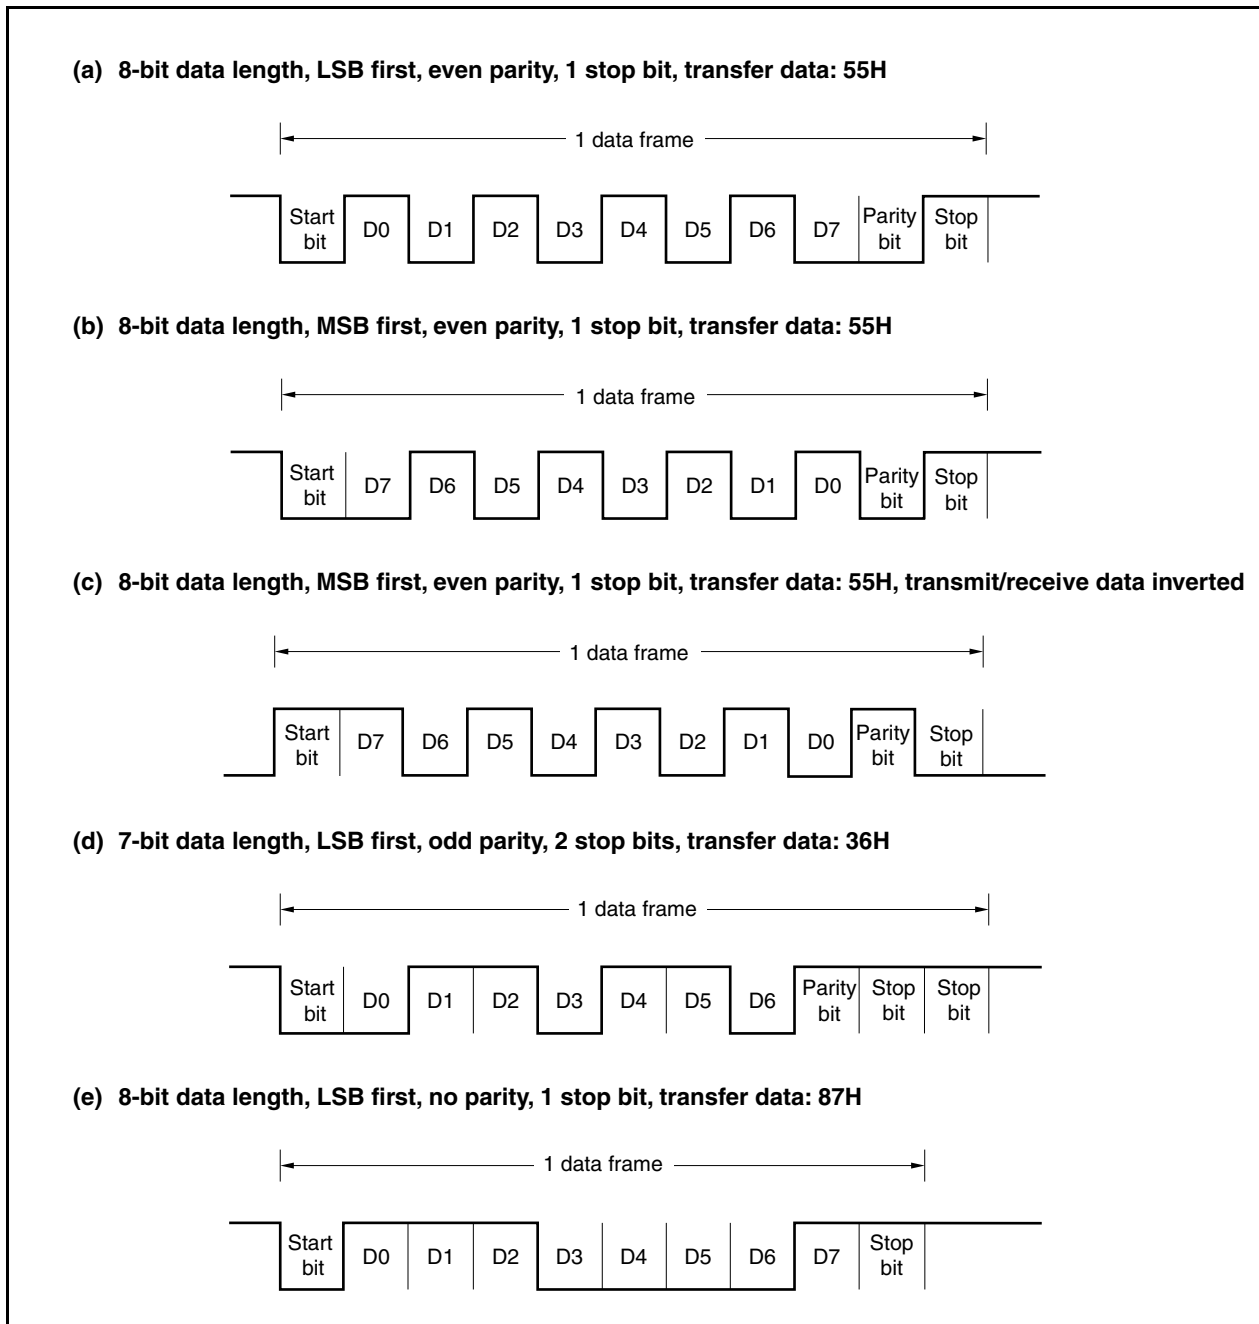 (a) 8-bit data length, LSB first, even parity, 1 stop bit, transfer data: 55H
1 data frame
Start bit D0 D1 D2 D3 D4 D5 D6 D7 Parity bit Stop bit
(b) 8-bit data length, MSB first, even parity, 1 stop bit, transfer data: 55H
1 data frame
Start bit D7 D6 D5 D4 D3 D2 D1 D0 Parity bit Stop bit
(c) 8-bit data length, MSB first, even parity, 1 stop bit, transfer data: 55H, transmit/receive data inverted
1 data frame
Start bit D7 D6 D5 D4 D3 D2 D1 D0 Parity bit Stop bit
(d) 7-bit data length, LSB first, odd parity, 2 stop bits, transfer data: 36H
1 data frame
Start bit D0 D1 D2 D3 D4 D5 D6 Parity bit Stop bit Stop bit
(e) 8-bit data length, LSB first, no parity, 1 stop bit, transfer data: 87H
1 data frame
Start bit D0 D1 D2 D3 D4 D5 D6 D7 Stop bit